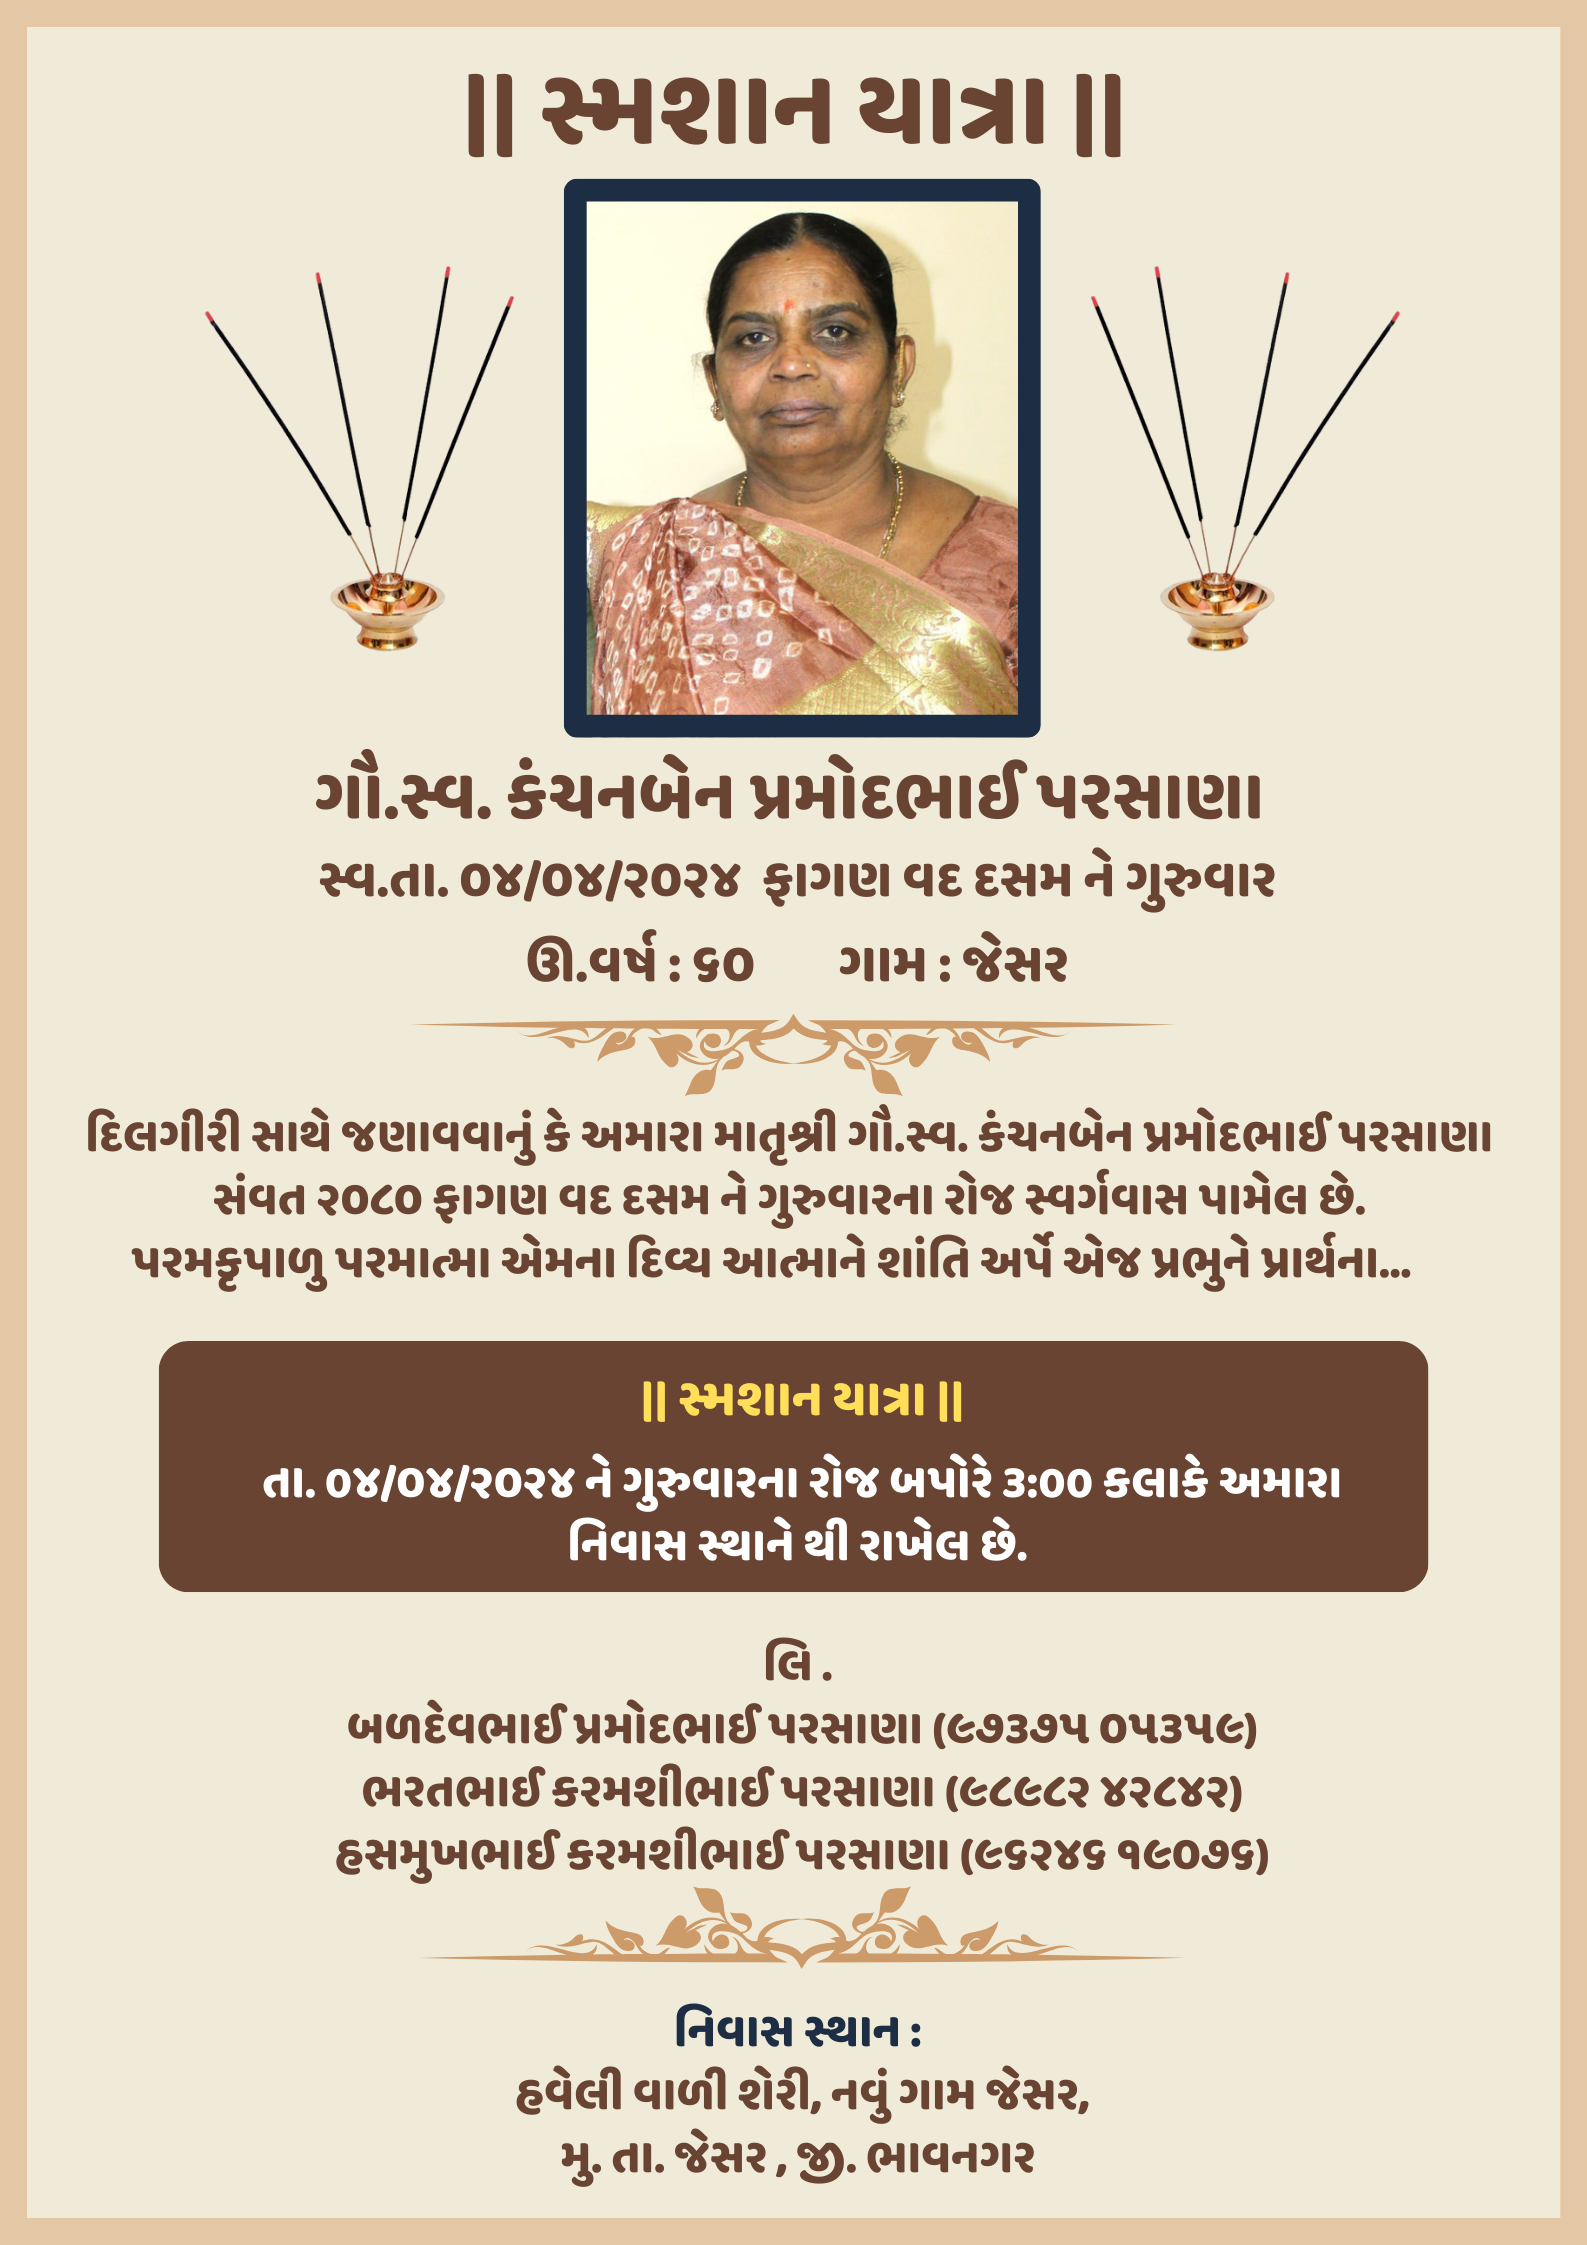 || સ્મશાન યાત્રા ||
ગૌ.સ્વ. કંચનબેન પ્રમોદભાઈ પરસાણા
સ્વ.તા. ૦૪/૦૪/૨૦૨૪ ફાગણ વદ દસમ ને ગુરુવાર
ઊ.વર્ષ : ૬૦ ગામ : જેસર
દિલગીરી સાથે જણાવવાનું કે અમારા માતૃશ્રી ગૌ.સ્વ. કંચનબેન પ્રમોદભાઈ પરસાણા
સંવત ૨૦૮૦ ફાગણ વદ દસમ ને ગુરુવારના રોજ સ્વર્ગવાસ પામેલ છે.
પરમકૃપાળુ પરમાત્મા એમના દિવ્ય આત્માને શાંતિ અર્પે એજ પ્રભુને પ્રાર્થના...
|| સ્મશાન યાત્રા ||
તા. ૦૪/૦૪/૨૦૨૪ ને ગુરુવારના રોજ બપોરે ૩:૦૦ કલાકે અમારા
નિવાસ સ્થાને થી રાખેલ છે.
લિ .
બળદેવભાઈ પ્રમોદભાઈ પરસાણા (૯૭૩૭૫ ૦૫૩૫૯)
ભરતભાઈ કરમશીભાઈ પરસાણા (૯૮૯૮૨ ૪૨૮૪૨)
હસમુખભાઈ કરમશીભાઈ પરસાણા (૯૬૨૪૬ ૧૯૦૭૬)
નિવાસ સ્થાન :
હવેલી વાળી શેરી, નવું ગામ જેસર,
મુ. તા. જેસર , જી. ભાવનગર